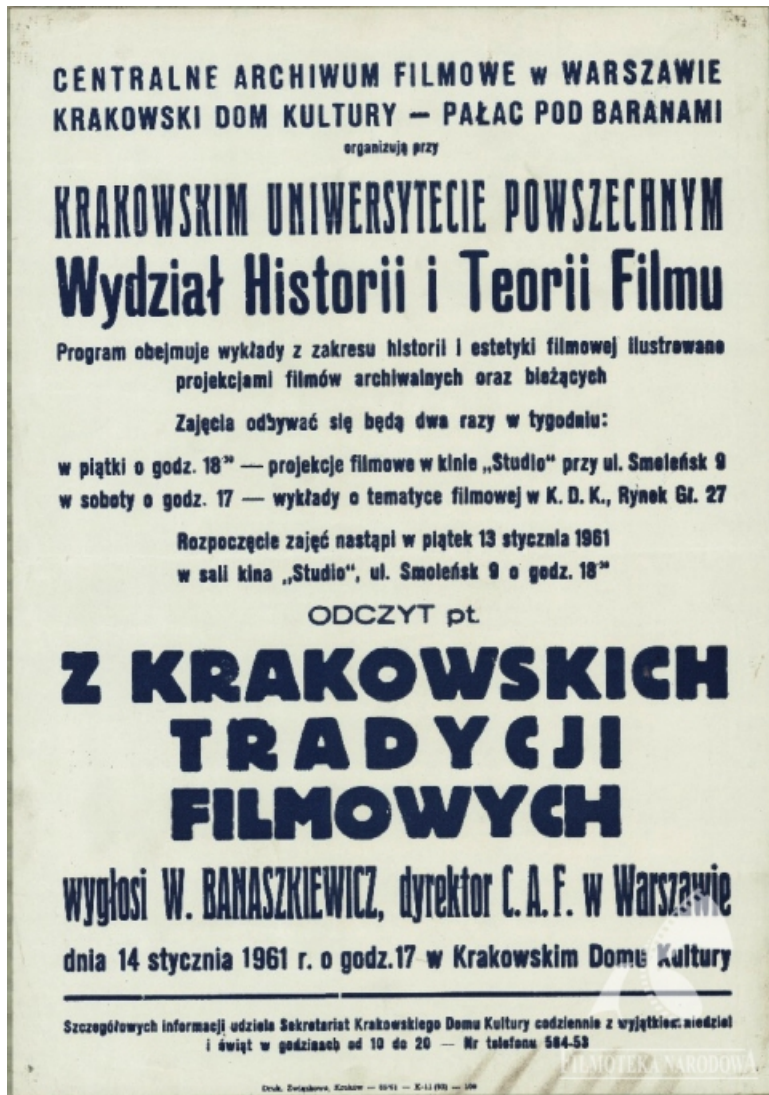 CENTRALNE ARCHIWUM FILMOWE w WARSZAWIE
KRAKOWSKI DOM KULTURY — PAŁAC POD BARANAMI
organizują przy
KRAKOWSKIM UNIWERSYTECIE POWSZECHNYM
Wydział Historii i Teorii Filmu
Program obejmuje wykłady z zakresu historii i estetyki filmowej ilustrowane
projekcjami filmów archiwalnych oraz bieżących
Zajęcia odbywać się będą dwa razy w tygodniu:
w piątki o godz. 18³⁰ — projekcje filmowe w kinie „Studio" przy ul. Smoleńsk 9
w soboty o godz. 17 — wykłady o tematyce filmowej w K. D. K., Rynek Gł. 27
Rozpoczęcie zajęć nastąpi w piątek 13 stycznia 1961
w sali kina „Studio", ul. Smoleńsk 9 o godz. 18³⁰
ODCZYT pt.
Z KRAKOWSKICH
TRADYCJI
FILMOWYCH
wygłosi W. BANASZKIEWICZ, dyrektor C. A. F. w Warszawie
dnia 14 stycznia 1961 r. o godz. 17 w Krakowskim Domu Kultury
Szczegółowych informacji udziela Sekretariat Krakowskiego Domu Kultury codziennie z wyjątkiem niedziel
i świąt w godzinach od 10 do 20 — Nr telefonu 584-53
FILMOTEKA NARODOWA
Druk. Związkowa, Kraków —